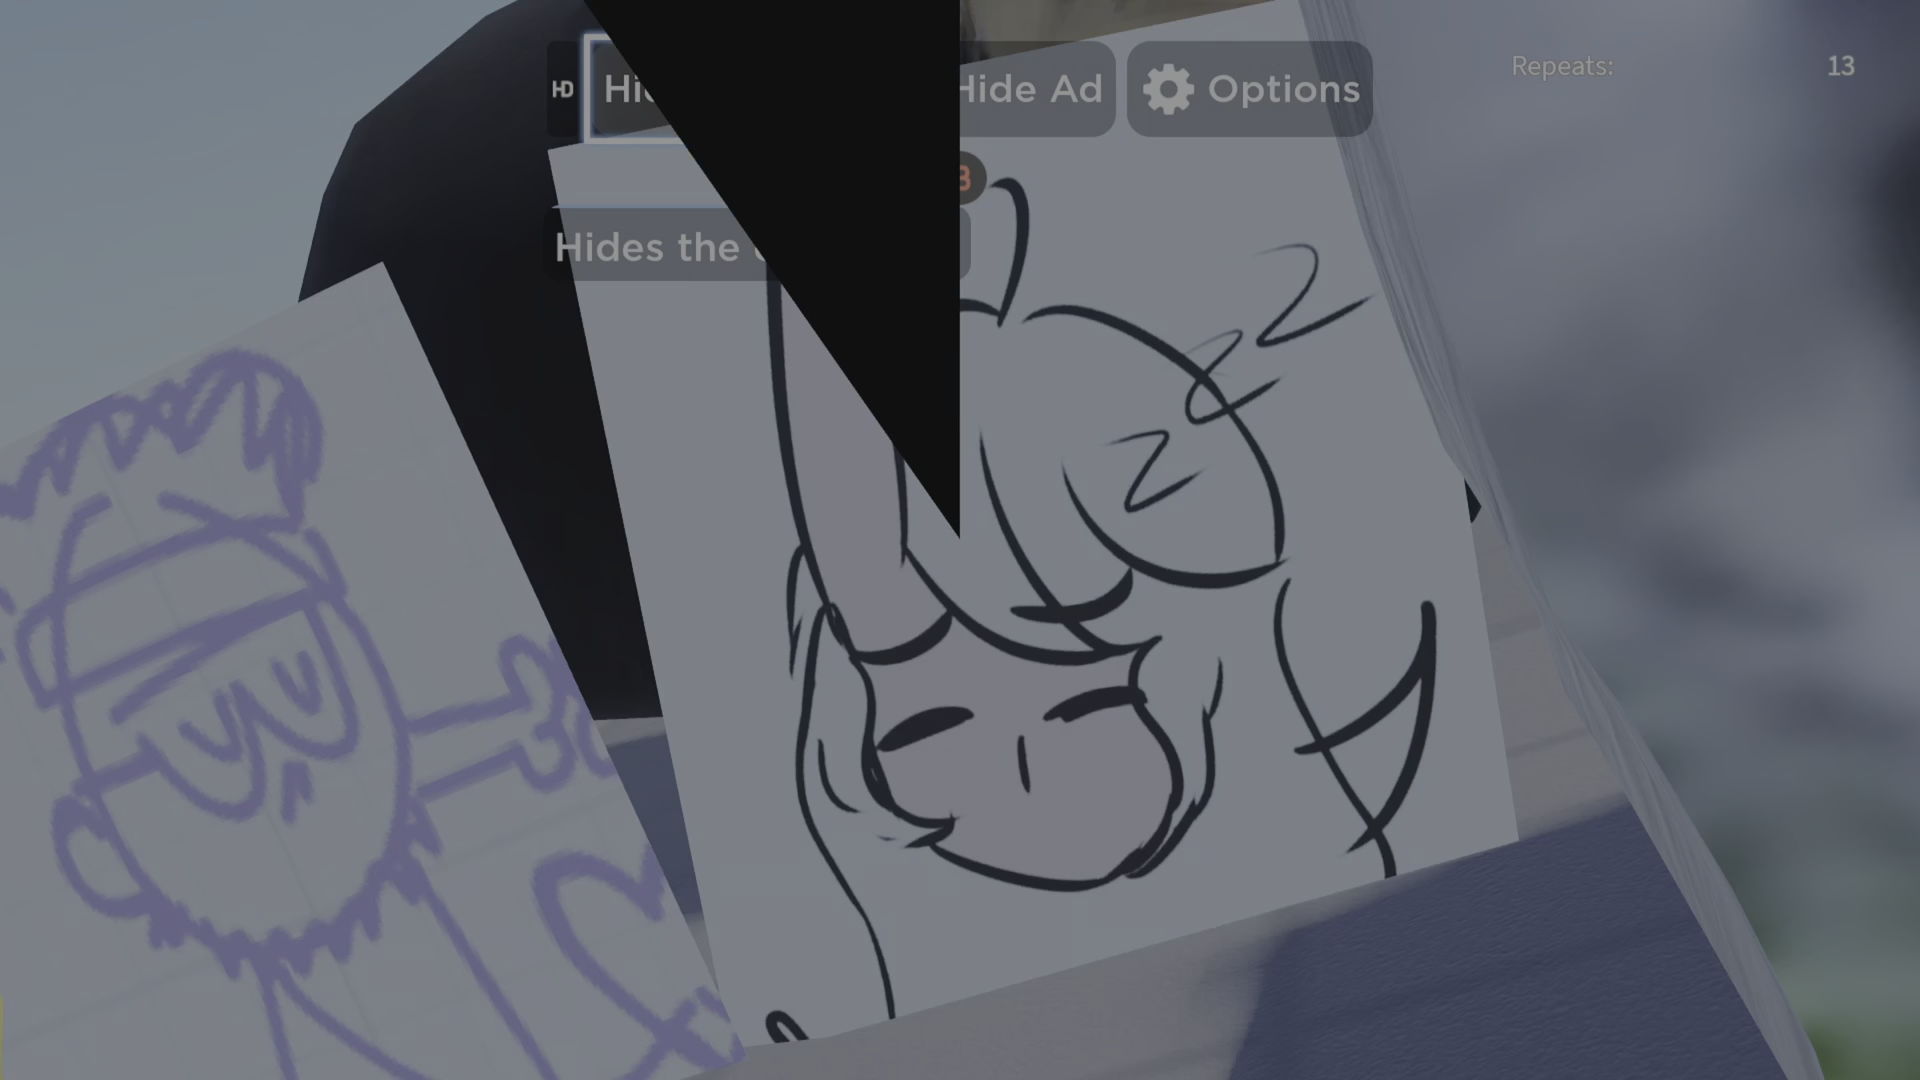 HD
Hide Ad
Options
Repeats:
13
Hides the
z
z
z